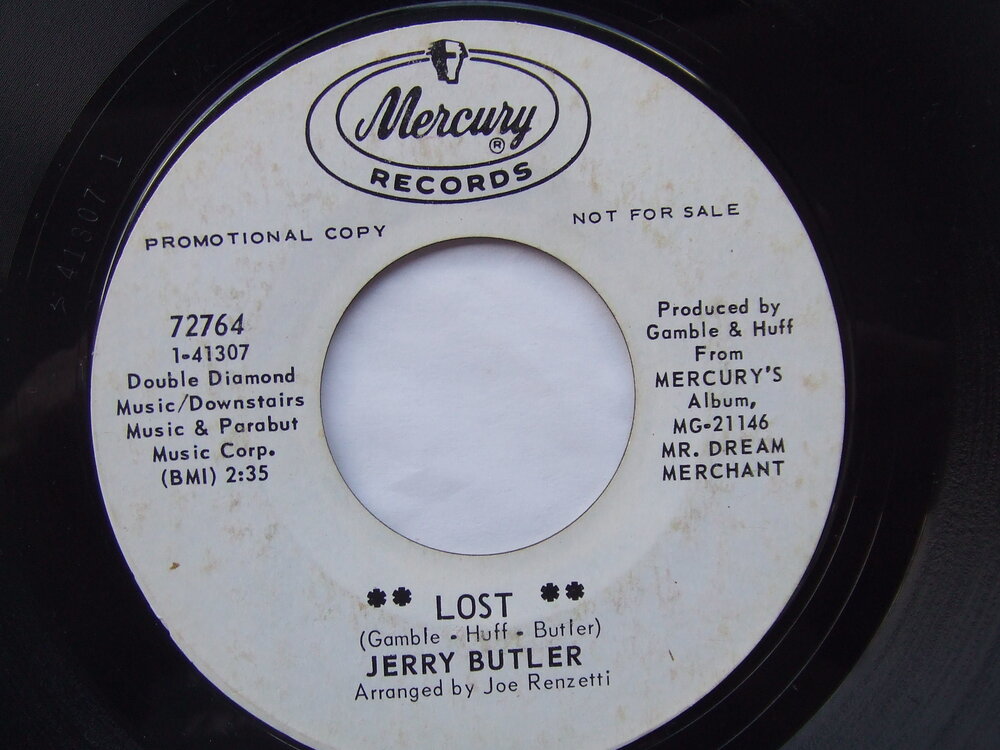 Mercury
®
RECORDS
PROMOTIONAL COPY
NOT FOR SALE
72764
1-41307
Double Diamond
Music/Downstairs
Music & Parabut
Music Corp.
(BMI) 2:35
Produced by
Gamble & Huff
From
MERCURY'S
Album,
MG-21146
MR. DREAM
MERCHANT
** LOST **
(Gamble - Huff - Butler)
JERRY BUTLER
Arranged by Joe Renzetti
41307 1